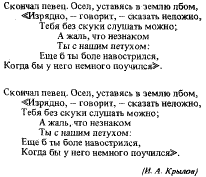 Скончал певец. Осел, уставясь в землю лбом,
«Изрядно, – говорит, – сказать неложно,
Тебя без скуки слушать можно;
А жаль, что незнаком
Ты с нашим петухом:
Еще б ты боле навострился,
Когда бы у него немного поучился».
Скончал певец. Осел, уставясь в землю лбом,
«Изрядно, – говорит, – сказать неложно,
Тебя без скуки слушать можно;
А жаль, что незнаком
Ты с нашим петухом:
Еще б ты боле навострился,
Когда бы у него немного поучился».
(И. А. Крылов)